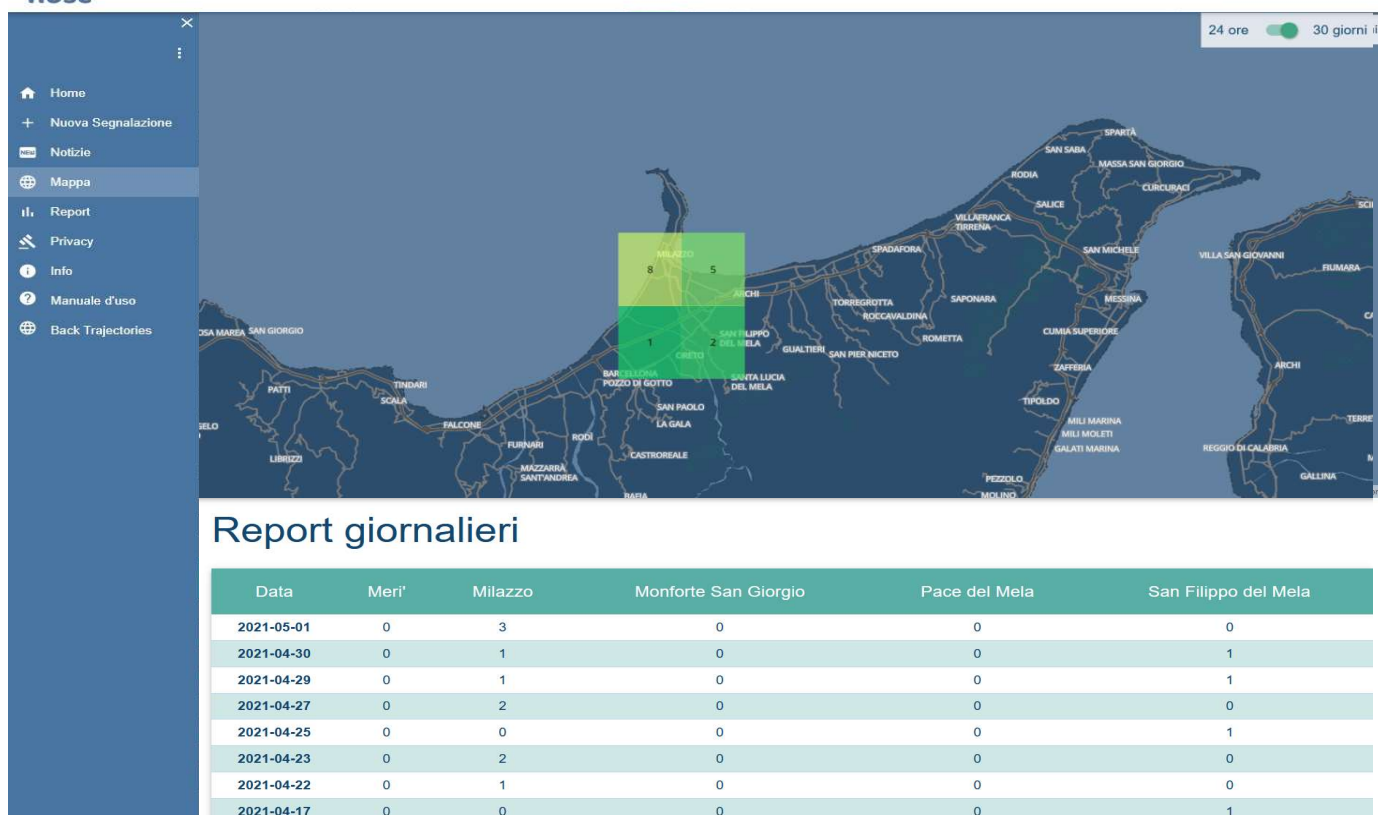 24 ore 30 giorni
Home
Nuova Segnalazione
NEW Notizie
Mappa
Report
Privacy
Info
Manuale d'uso
Back Trajectories
SPARTÀ
SAN SABA
MASSA SAN GIORGIO
RODIA
CURCURACI
SALICE
VILLAFRANCA
TIRRENA
MILAZZO
SPADAFORA
SAN MICHELE
VILLA SAN GIOVANNI
FIUMARA
8 5
ARCHI
TORREGROTTA
SAPONARA
MESSINA
ROCCAVALDINA
SAN GIORGIO
CUMIA SUPERIORE
SAN FILIPPO
DEL MELA
1 2
ROMETTA
GUALTIERI
SAN PIER NICETO
ORETO
ZAFFERIA
ARCHI
BARCELLONA
POZZO DI GOTTO
SANTA LUCIA
DEL MELA
TINDARI
PATTI
SCALA
TIPOLDO
SAN PAOLO
LA GALA
FALCONE
MILI MARINA
MILI MOLETI
GALATI MARINA
RODÌ
FURNARI
REGGIO DI CALABRIA
LIBRIZZI
CASTROREALE
MAZZARRÀ
SANT'ANDREA
PEZZOLO
GALLINA
MOLINO
BAFIA
Report giornalieri
Data Meri' Milazzo Monforte San Giorgio Pace del Mela San Filippo del Mela
2021-05-01 0 3 0 0 0
2021-04-30 0 1 0 0 1
2021-04-29 0 1 0 0 1
2021-04-27 0 2 0 0 0
2021-04-25 0 0 0 0 1
2021-04-23 0 2 0 0 0
2021-04-22 0 1 0 0 0
2021-04-17 0 0 0 0 1